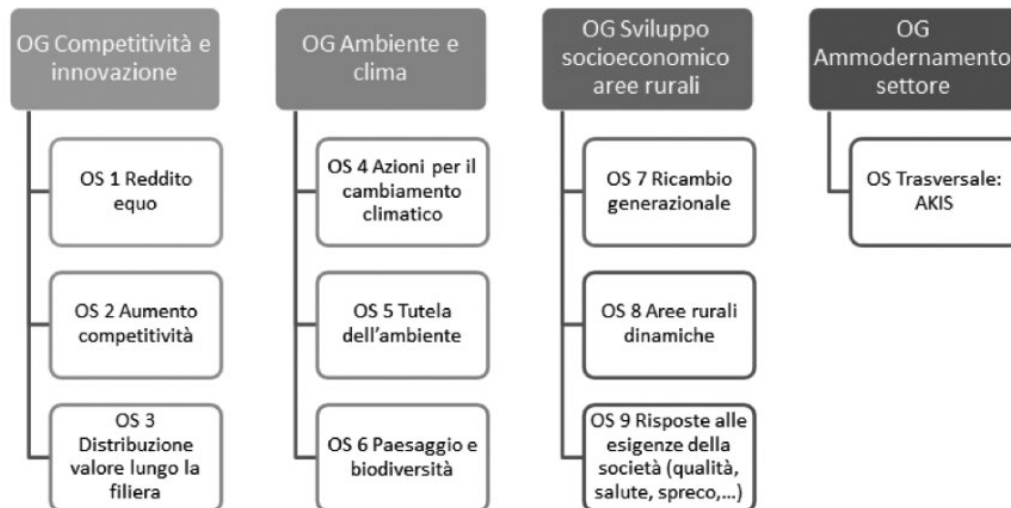 OG Competitività e
innovazione
OS 1 Reddito
equo
OS 2 Aumento
competitività
OS 3
Distribuzione
valore lungo la
filiera
OG Ambiente e
clima
OS 4 Azioni per il
cambiamento
climatico
OS 5 Tutela
dell’ambiente
OS 6 Paesaggio e
biodiversità
OG Sviluppo
socioeconomico
aree rurali
OS 7 Ricambio
generazionale
OS 8 Aree rurali
dinamiche
OS 9 Risposte alle
esigenze della
società (qualità,
salute, spreco,...)
OG
Ammodernamento
settore
OS Trasversale:
AKIS